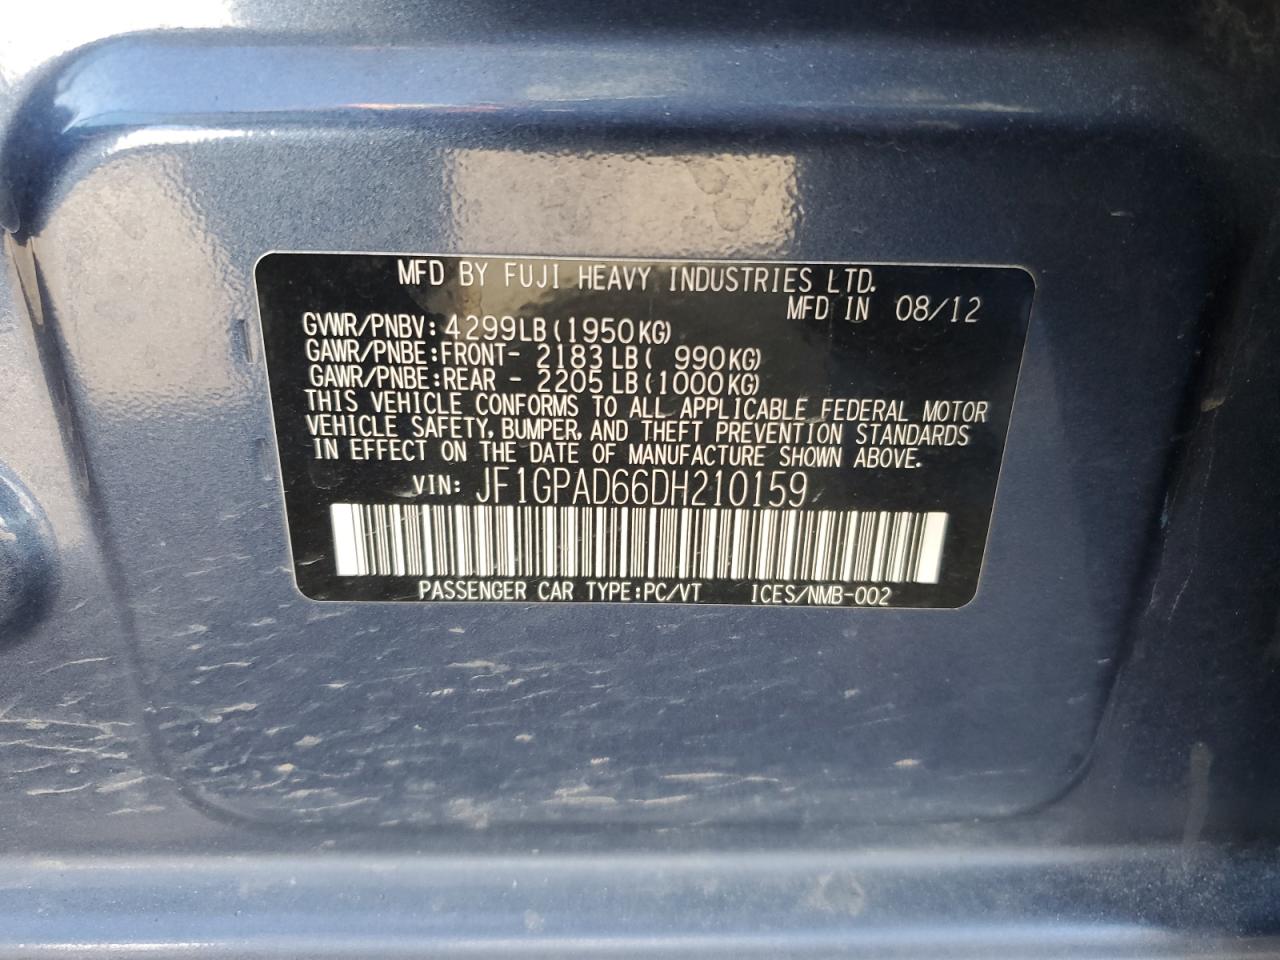 MFD BY FUJI HEAVY INDUSTRIES LTD.
MFD IN 08/12
GVWR/PNBV: 4299LB (1950KG)
GAWR/PNBE:FRONT- 2183 LB ( 990KG)
GAWR/PNBE:REAR - 2205 LB (1000KG)
THIS VEHICLE CONFORMS TO ALL APPLICABLE FEDERAL MOTOR
VEHICLE SAFETY, BUMPER, AND THEFT PREVENTION STANDARDS
IN EFFECT ON THE DATE OF MANUFACTURE SHOWN ABOVE.
VIN: JF1GPAD66DH210159
PASSENGER CAR TYPE:PC/VT ICES/NMB-002